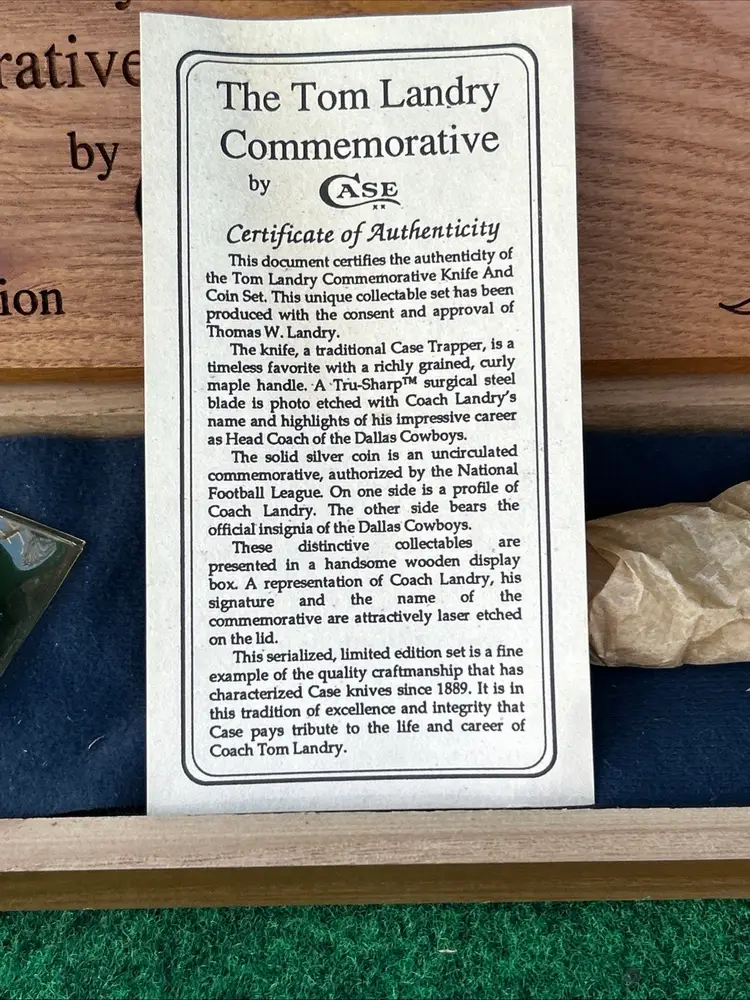 rative
by
ion
The Tom Landry
Commemorative
by CASE
XX
Certificate of Authenticity
This document certifies the authenticity of
the Tom Landry Commemorative Knife And
Coin Set. This unique collectable set has been
produced with the consent and approval of
Thomas W. Landry.
The knife, a traditional Case Trapper, is a
timeless favorite with a richly grained, curly
maple handle. A Tru-Sharp™ surgical steel
blade is photo etched with Coach Landry's
name and highlights of his impressive career
as Head Coach of the Dallas Cowboys.
The solid silver coin is an uncirculated
commemorative, authorized by the National
Football League. On one side is a profile of
Coach Landry. The other side bears the
official insignia of the Dallas Cowboys.
These distinctive collectables are
presented in a handsome wooden display
box. A representation of Coach Landry, his
signature and the name of the
commemorative are attractively laser etched
on the lid.
This serialized, limited edition set is a fine
example of the quality craftmanship that has
characterized Case knives since 1889. It is in
this tradition of excellence and integrity that
Case pays tribute to the life and career of
Coach Tom Landry.